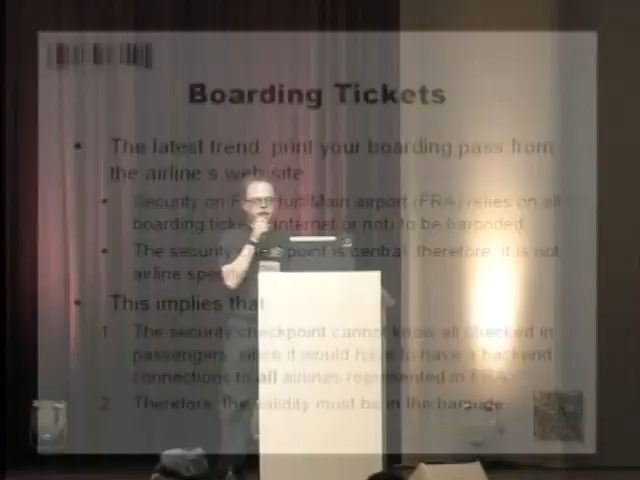 Boarding Tickets
• The latest trend: print your boarding pass from
the airline's web site
• Security on Frankfurt/Main airport (FRA) relies on all
boarding tickets (internet or not) to be barcoded
• The security checkpoint is central, therefore, it is not
airline specific
• This implies that
1 The security checkpoint cannot know all checked in
passengers, since it would have to have a backend
connections to all airlines represented in FRA
2 Therefore, the validity must be in the barcode